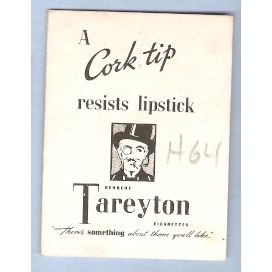 A
Cork tip
resists lipstick
H64
HERBERT
Tareyton
CIGARETTES
"There's something about them you'll like."